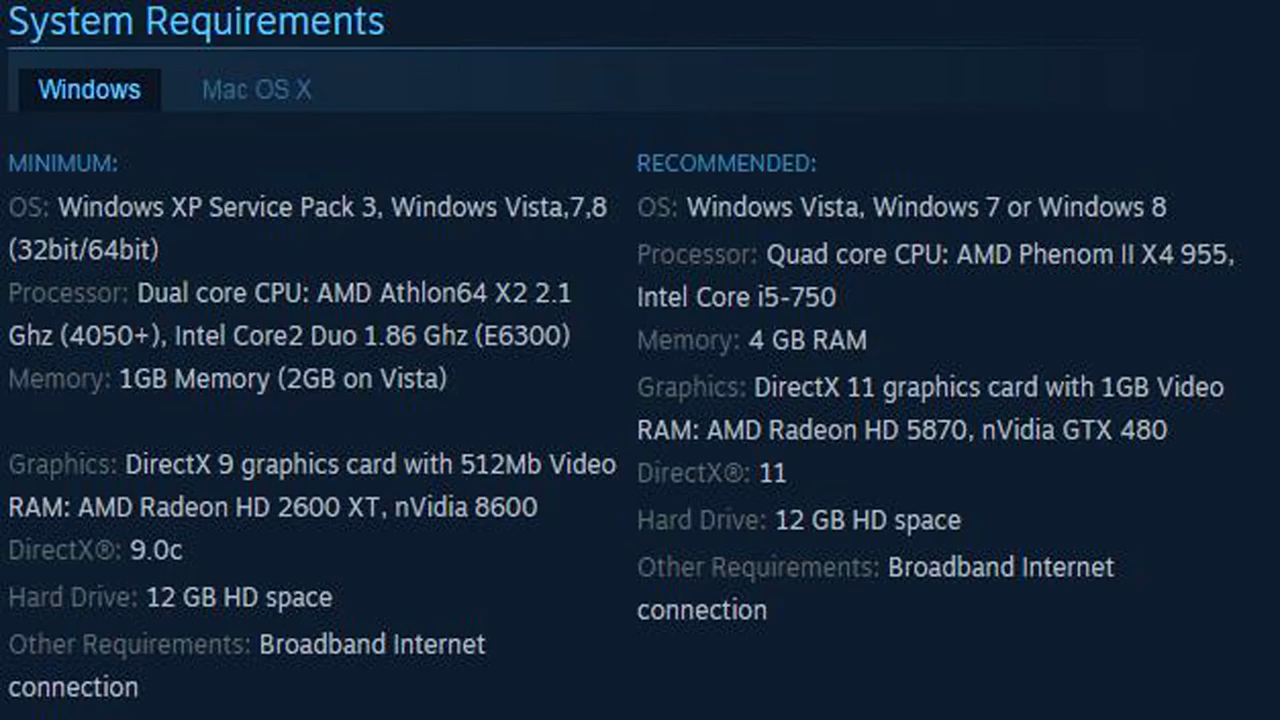 System Requirements
Windows
Mac OS X
MINIMUM:
OS: Windows XP Service Pack 3, Windows Vista,7,8
(32bit/64bit)
Processor: Dual core CPU: AMD Athlon64 X2 2.1
Ghz (4050+), Intel Core2 Duo 1.86 Ghz (E6300)
Memory: 1GB Memory (2GB on Vista)
Graphics: DirectX 9 graphics card with 512Mb Video
RAM: AMD Radeon HD 2600 XT, nVidia 8600
DirectX®: 9.0c
Hard Drive: 12 GB HD space
Other Requirements: Broadband Internet
connection
RECOMMENDED:
OS: Windows Vista, Windows 7 or Windows 8
Processor: Quad core CPU: AMD Phenom II X4 955,
Intel Core i5-750
Memory: 4 GB RAM
Graphics: DirectX 11 graphics card with 1GB Video
RAM: AMD Radeon HD 5870, nVidia GTX 480
DirectX®: 11
Hard Drive: 12 GB HD space
Other Requirements: Broadband Internet
connection